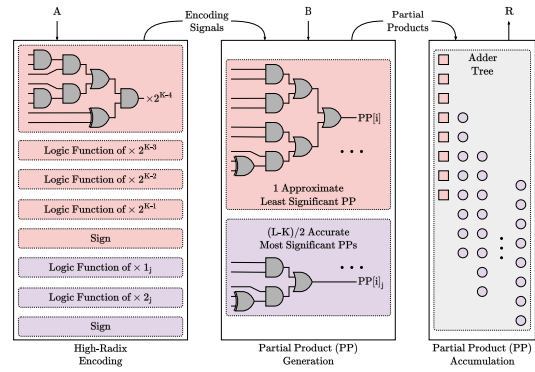 A
Encoding
Signals
B
Partial
Products
R
× 2^{K-4}
Logic Function of × 2^{K-3}
Logic Function of × 2^{K-2}
Logic Function of × 2^{K-1}
Sign
Logic Function of × 1_j
Logic Function of × 2_j
Sign
High-Radix
Encoding
PP[i]
1 Approximate
Least Significant PP
(L-K)/2 Accurate
Most Significant PPs
PP[i]_j
Partial Product (PP)
Generation
Adder
Tree
Partial Product (PP)
Accumulation